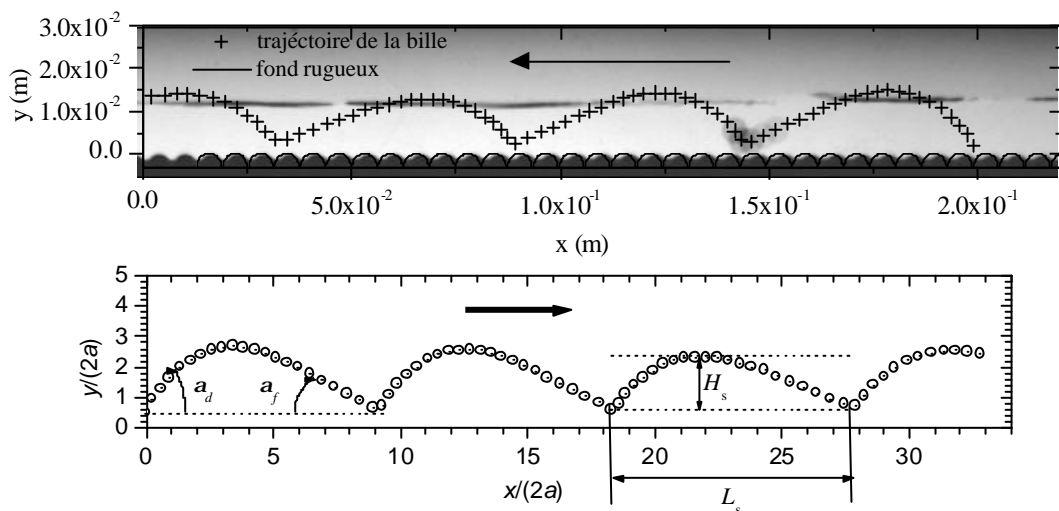 3.0x10⁻²
+ trajéctoire de la bille
2.0x10⁻²
fond rugueux
y (m)
1.0x10⁻²
0.0
0.0 5.0x10⁻² 1.0x10⁻¹ 1.5x10⁻¹ 2.0x10⁻¹
x (m)
5
4
3
2
1
0
y/(2a)
a_d a_f H_s
0 5 10 15 20 25 30
x/(2a)
L_s